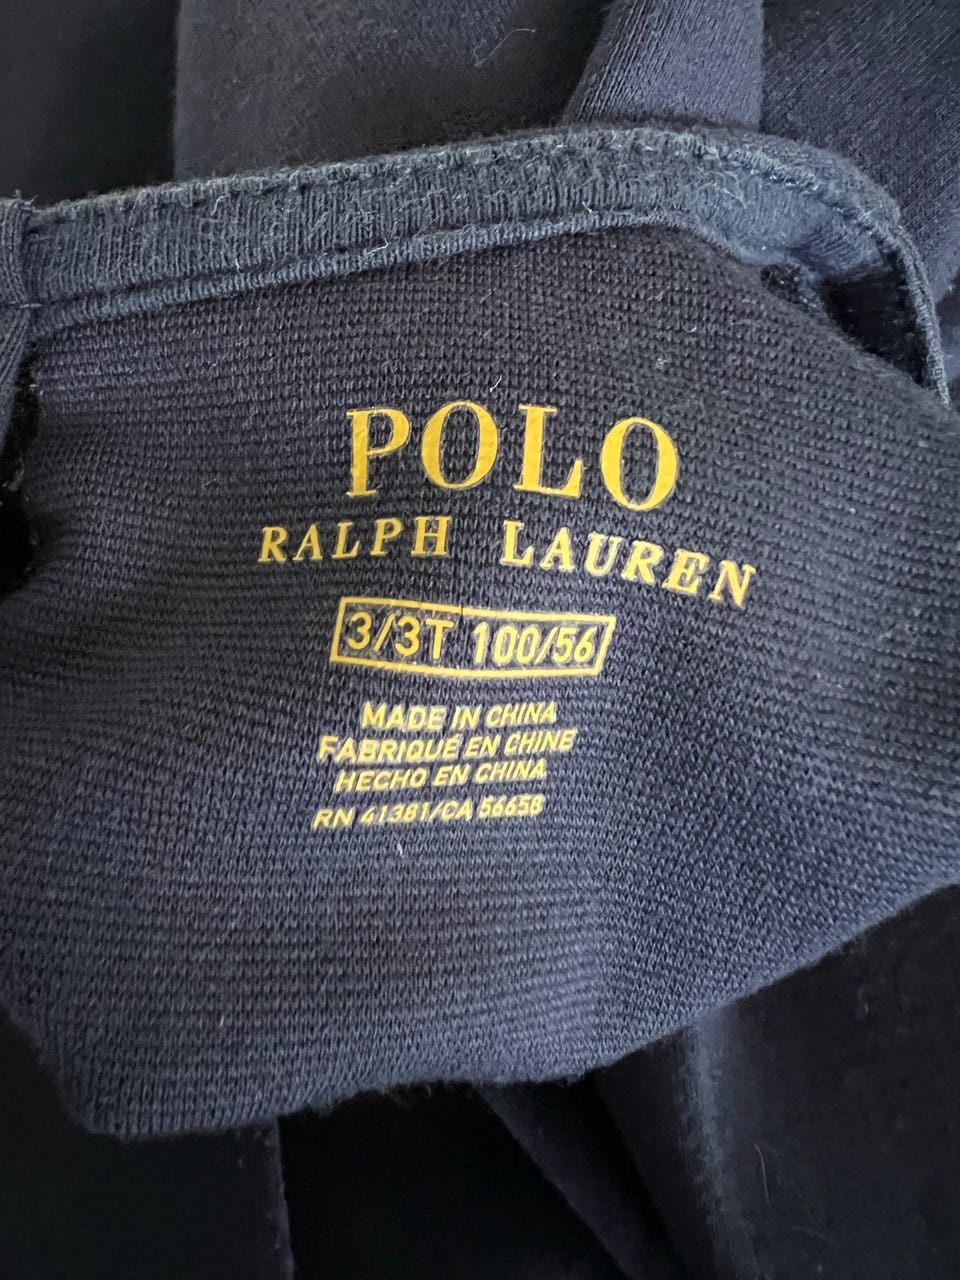 POLO
RALPH LAUREN
3/3T 100/56
MADE IN CHINA
FABRIQUÉ EN CHINE
HECHO EN CHINA
RN 41381/CA 56658